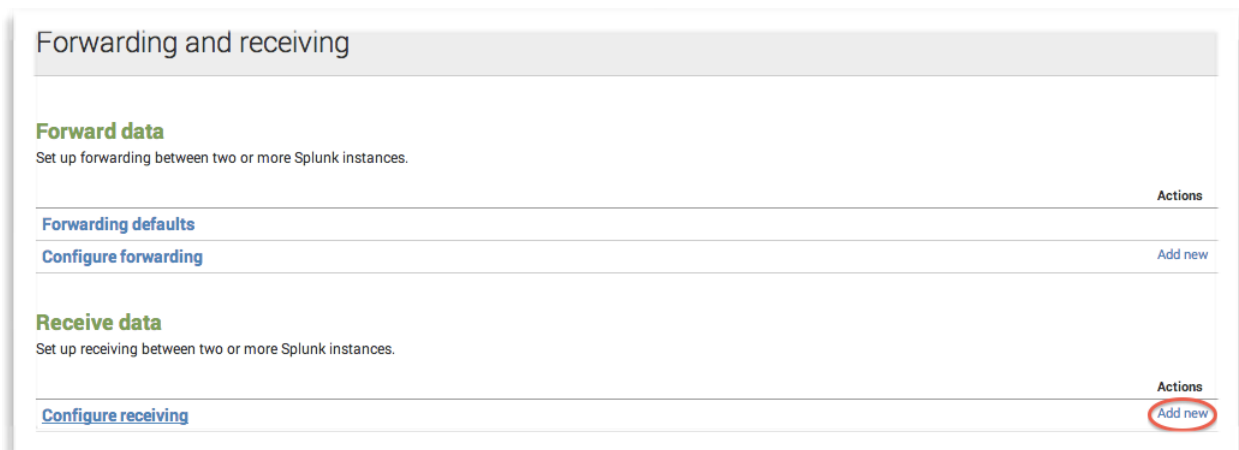 Forwarding and receiving
Forward data
Set up forwarding between two or more Splunk instances.
Actions
Forwarding defaults
Configure forwarding Add new
Receive data
Set up receiving between two or more Splunk instances.
Actions
Configure receiving Add new